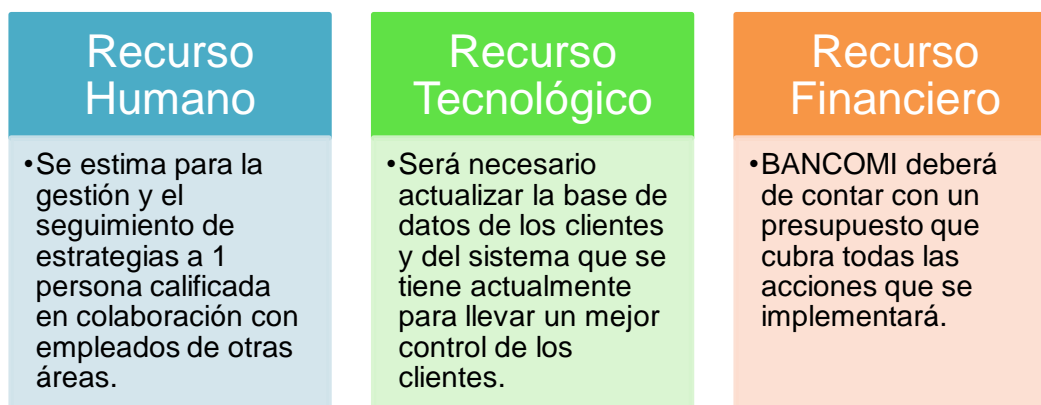 Recurso
Humano
•Se estima para la
gestión y el
seguimiento de
estrategias a 1
persona calificada
en colaboración con
empleados de otras
áreas.
Recurso
Tecnológico
•Será necesario
actualizar la base de
datos de los clientes
y del sistema que se
tiene actualmente
para llevar un mejor
control de los
clientes.
Recurso
Financiero
•BANCOMI deberá
de contar con un
presupuesto que
cubra todas las
acciones que se
implementará.